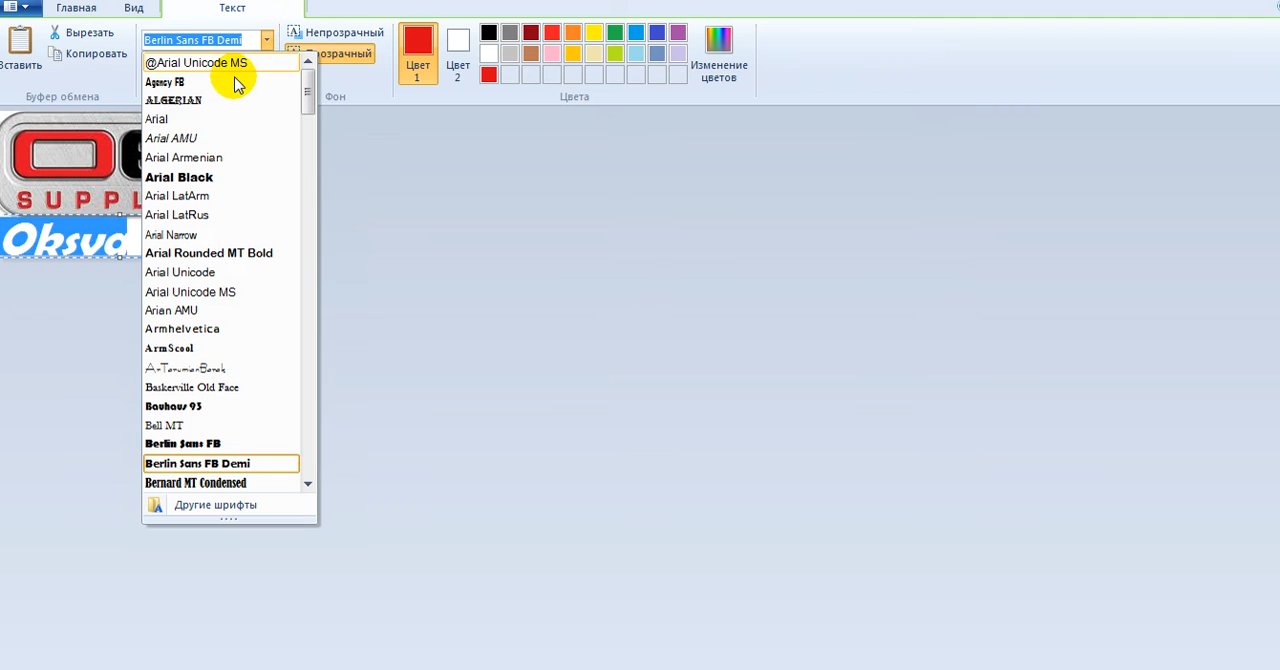 Главная Вид Текст
Вырезать
Копировать
Вставить
Буфер обмена
Berlin Sans FB Demi
Непрозрачный
Прозрачный
Фон
Цвет
1
Цвет
2
Изменение
цветов
Цвета
@Arial Unicode MS
Agency FB
ALGERIAN
Arial
Arial AMU
Arial Armenian
Arial Black
Arial LatArm
Arial LatRus
Arial Narrow
Arial Rounded MT Bold
Arial Unicode
Arial Unicode MS
Arian AMU
Armhelvetica
ArmScool
ArTarumianBarak
Baskerville Old Face
Bauhaus 93
Bell MT
Berlin Sans FB
Berlin Sans FB Demi
Bernard MT Condensed
Другие шрифты
SUPPL
Oksva